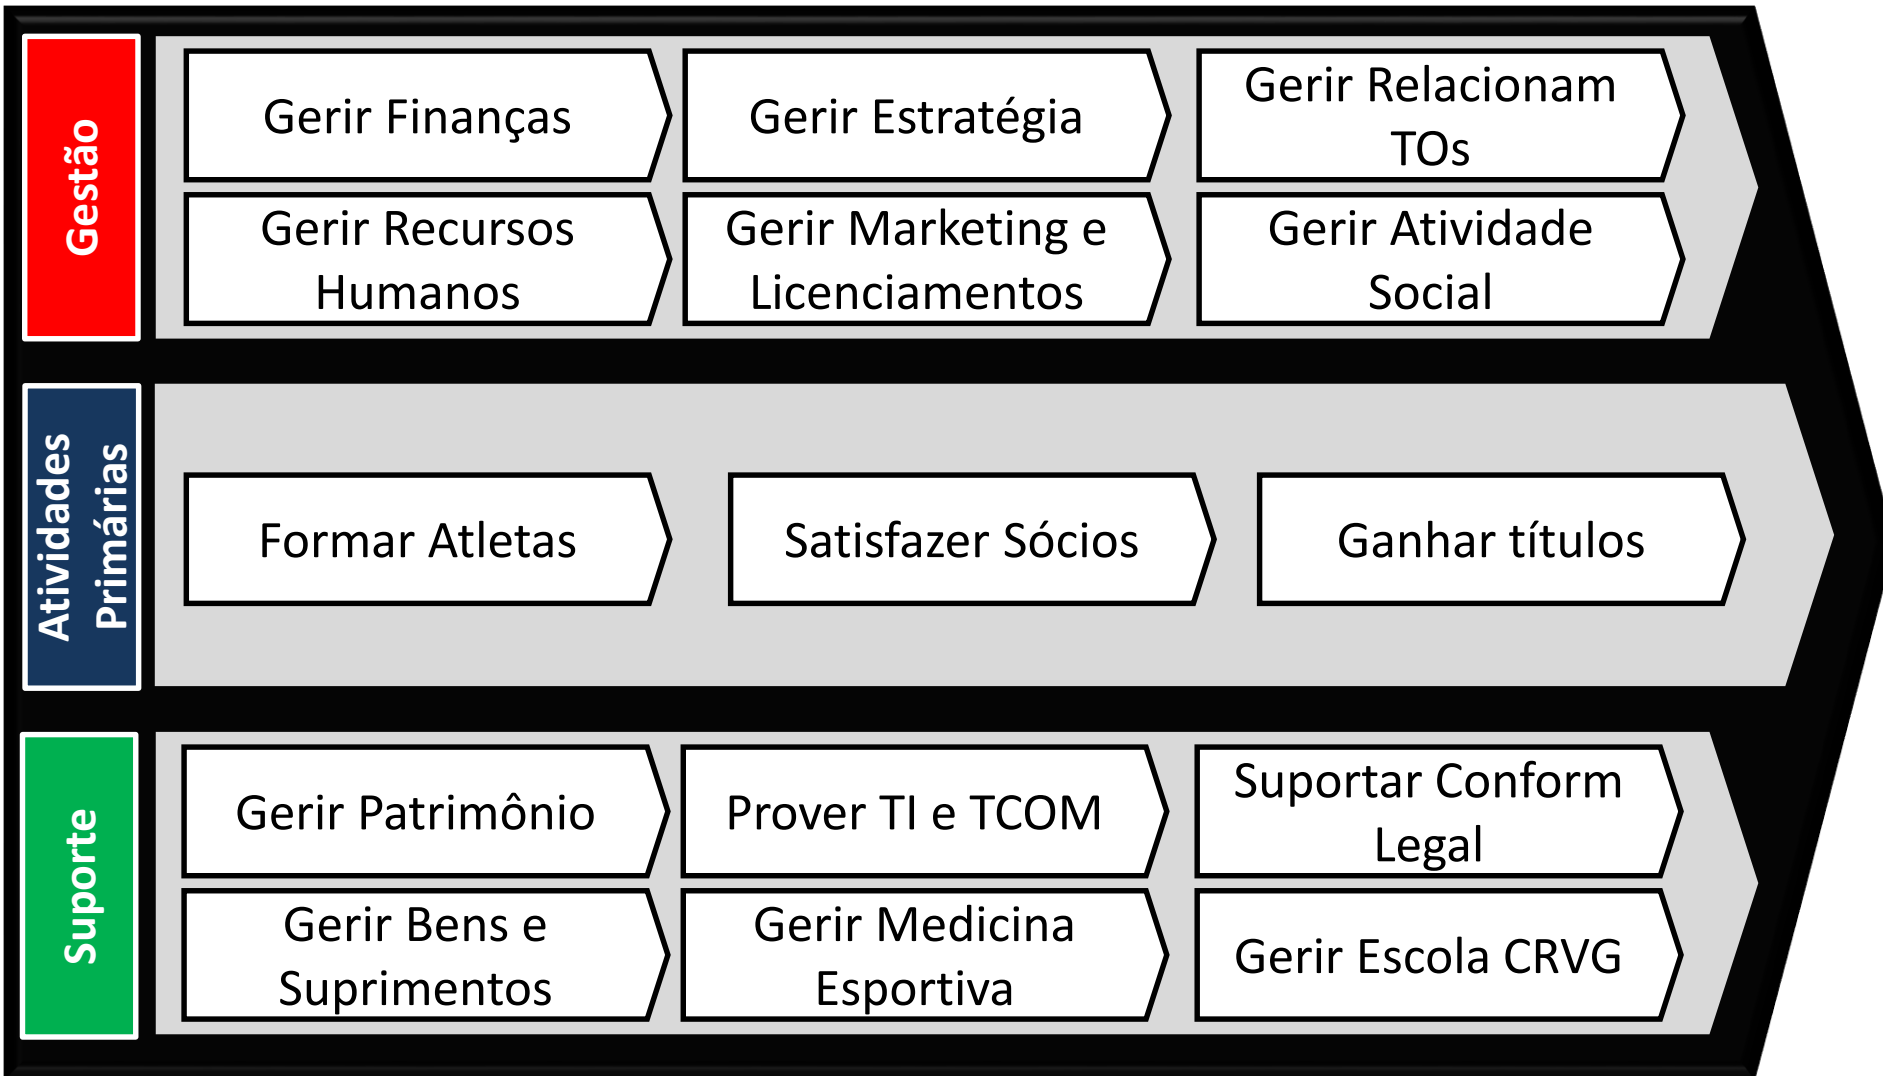 Gestão
Gerir Finanças
Gerir Estratégia
Gerir Relacionam
TOs
Gerir Recursos
Humanos
Gerir Marketing e
Licenciamentos
Gerir Atividade
Social
Atividades
Primárias
Formar Atletas
Satisfazer Sócios
Ganhar títulos
Suporte
Gerir Patrimônio
Prover TI e TCOM
Suportar Conform
Legal
Gerir Bens e
Suprimentos
Gerir Medicina
Esportiva
Gerir Escola CRVG